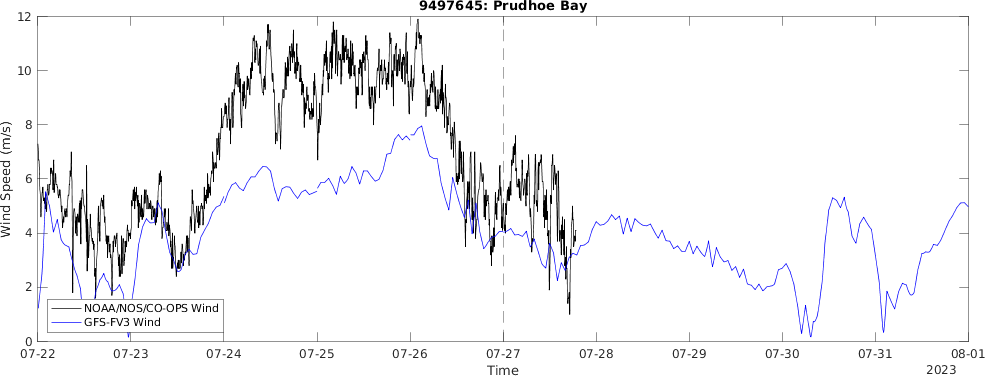 9497645: Prudhoe Bay
12
10
8
6
4
2
0
Wind Speed (m/s)
NOAA/NOS/CO-OPS Wind
GFS-FV3 Wind
07-22 07-23 07-24 07-25 07-26 07-27 07-28 07-29 07-30 07-31 08-01
Time
2023